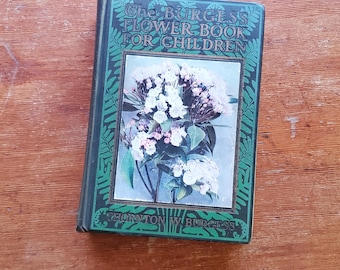 The BURGESS
FLOWER BOOK
FOR CHILDREN
THORNTON W. BURGESS